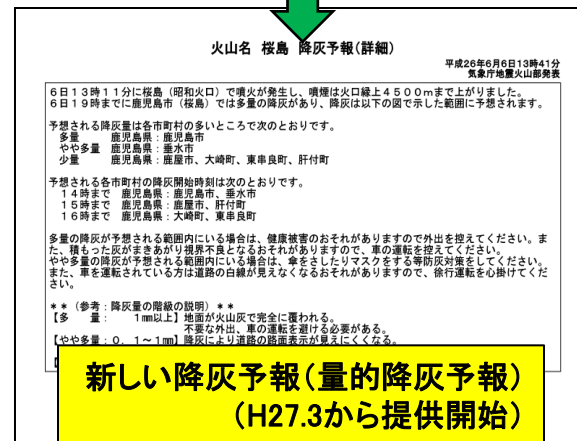 火山名 桜島 降灰予報(詳細)
平成26年6月6日13時41分
気象庁地震火山部発表
6日13時11分に桜島(昭和火口)で噴火が発生し、噴煙は火口縁上4500mまで上がりました。
6日19時までに鹿児島市(桜島)では多量の降灰があり、降灰は以下の図で示した範囲に予想されます。
予想される降灰量は各市町村の多いところで次のとおりです。
多量 鹿児島県:鹿児島市
やや多量 鹿児島県:垂水市
少量 鹿児島県:鹿屋市、大崎町、東串良町、肝付町
予想される各市町村の降灰開始時刻は次のとおりです。
14時まで 鹿児島県:鹿児島市、垂水市
15時まで 鹿児島県:鹿屋市、肝付町
16時まで 鹿児島県:大崎町、東串良町
多量の降灰が予想される範囲内にいる場合は、健康被害のおそれがありますので外出を控えてください。ま
た、積もった灰がまきあがり視界不良となるおそれがありますので、車の運転を控えてください。
やや多量の降灰が予想される範囲内にいる場合は、傘をさしたりマスクをする等防灰対策をしてください。
また、車を運転されている方は道路の白線が見えなくなるおそれがありますので、徐行運転を心掛けてくだ
さい。
**(参考:降灰量の階級の説明)**
【多 量: 1mm以上】地面が火山灰で完全に覆われる。
不要な外出、車の運転を避ける必要がある。
【やや多量:0.1~1mm】降灰により道路の路面表示が見えにくくなる。
新しい降灰予報(量的降灰予報)
(H27.3から提供開始)